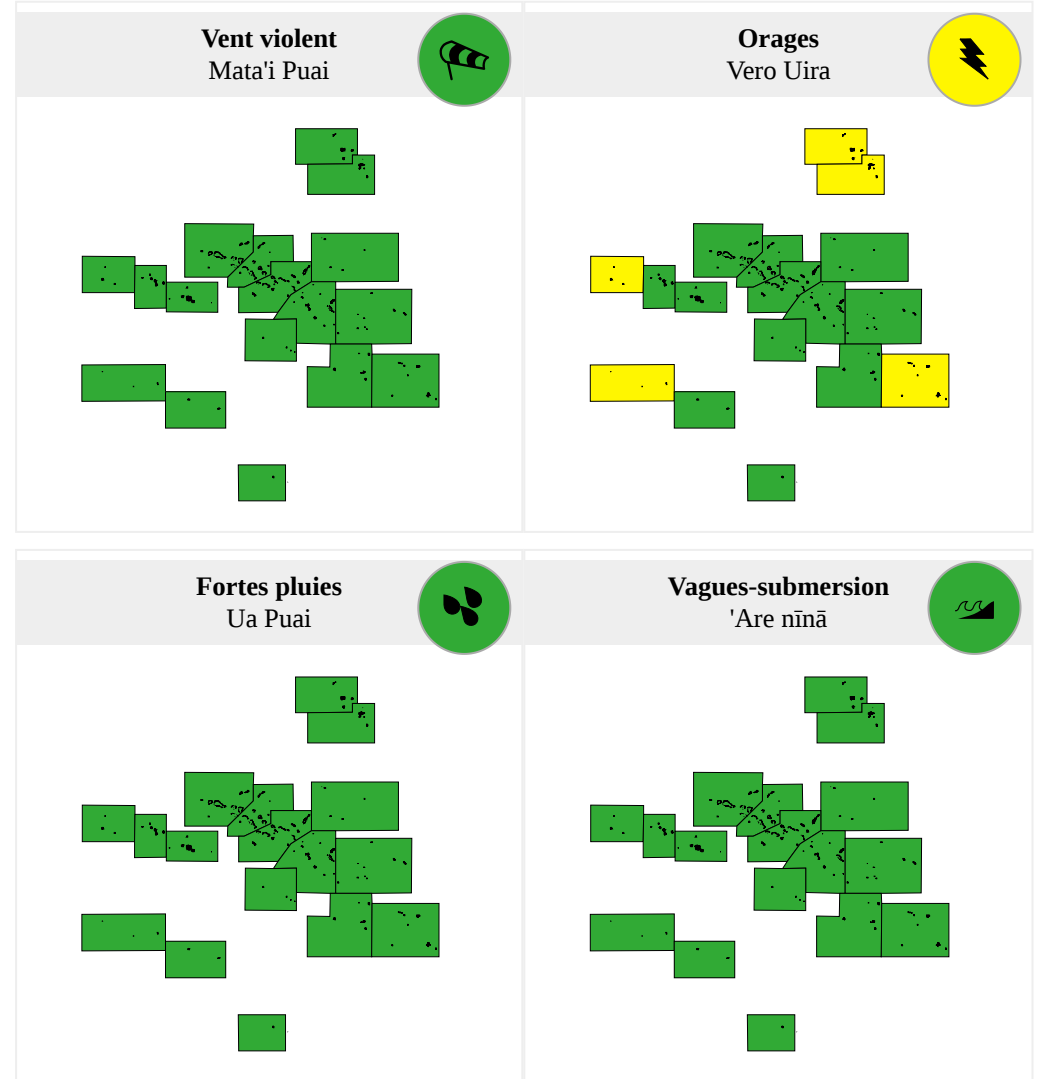 Vent violent
Mata'i Puai
Orages
Vero Uira
Fortes pluies
Ua Puai
Vagues-submersion
'Are nīnā